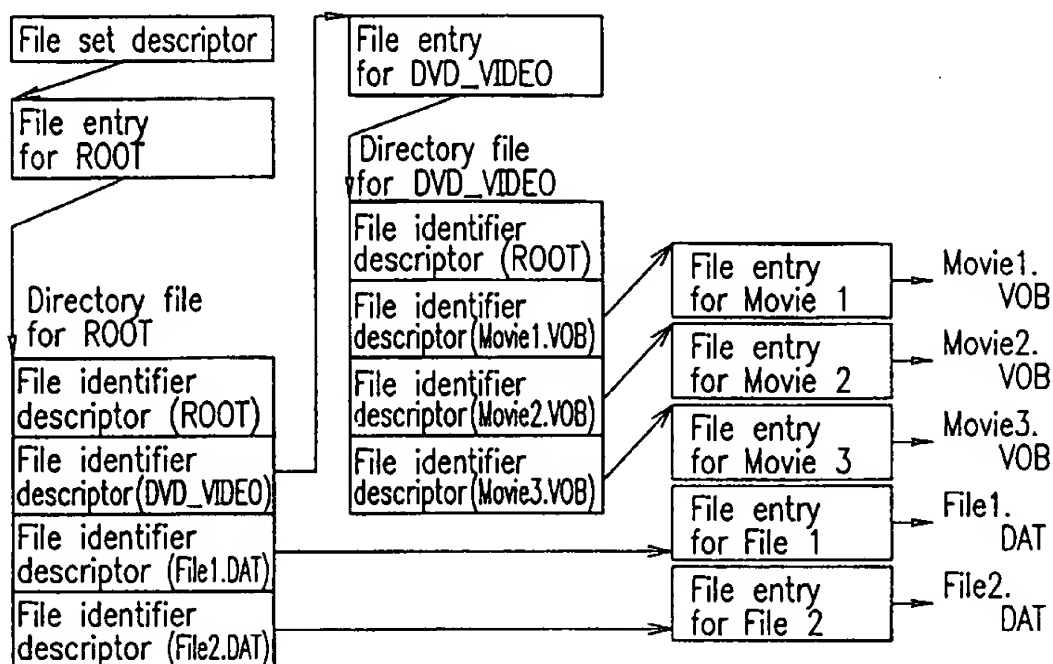 File set descriptor
File entry
for ROOT
Directory file
for ROOT
File identifier
descriptor (ROOT)
File identifier
descriptor(DVD_VIDEO)
File identifier
descriptor (File1.DAT)
File identifier
descriptor (File2.DAT)
File entry
for DVD_VIDEO
Directory file
for DVD_VIDEO
File identifier
descriptor (ROOT)
File identifier
descriptor(Movie1.VOB)
File identifier
descriptor(Movie2.VOB)
File identifier
descriptor(Movie3.VOB)
File entry
for Movie 1
File entry
for Movie 2
File entry
for Movie 3
File entry
for File 1
File entry
for File 2
Movie1.
VOB
Movie2.
VOB
Movie3.
VOB
File1.
DAT
File2.
DAT